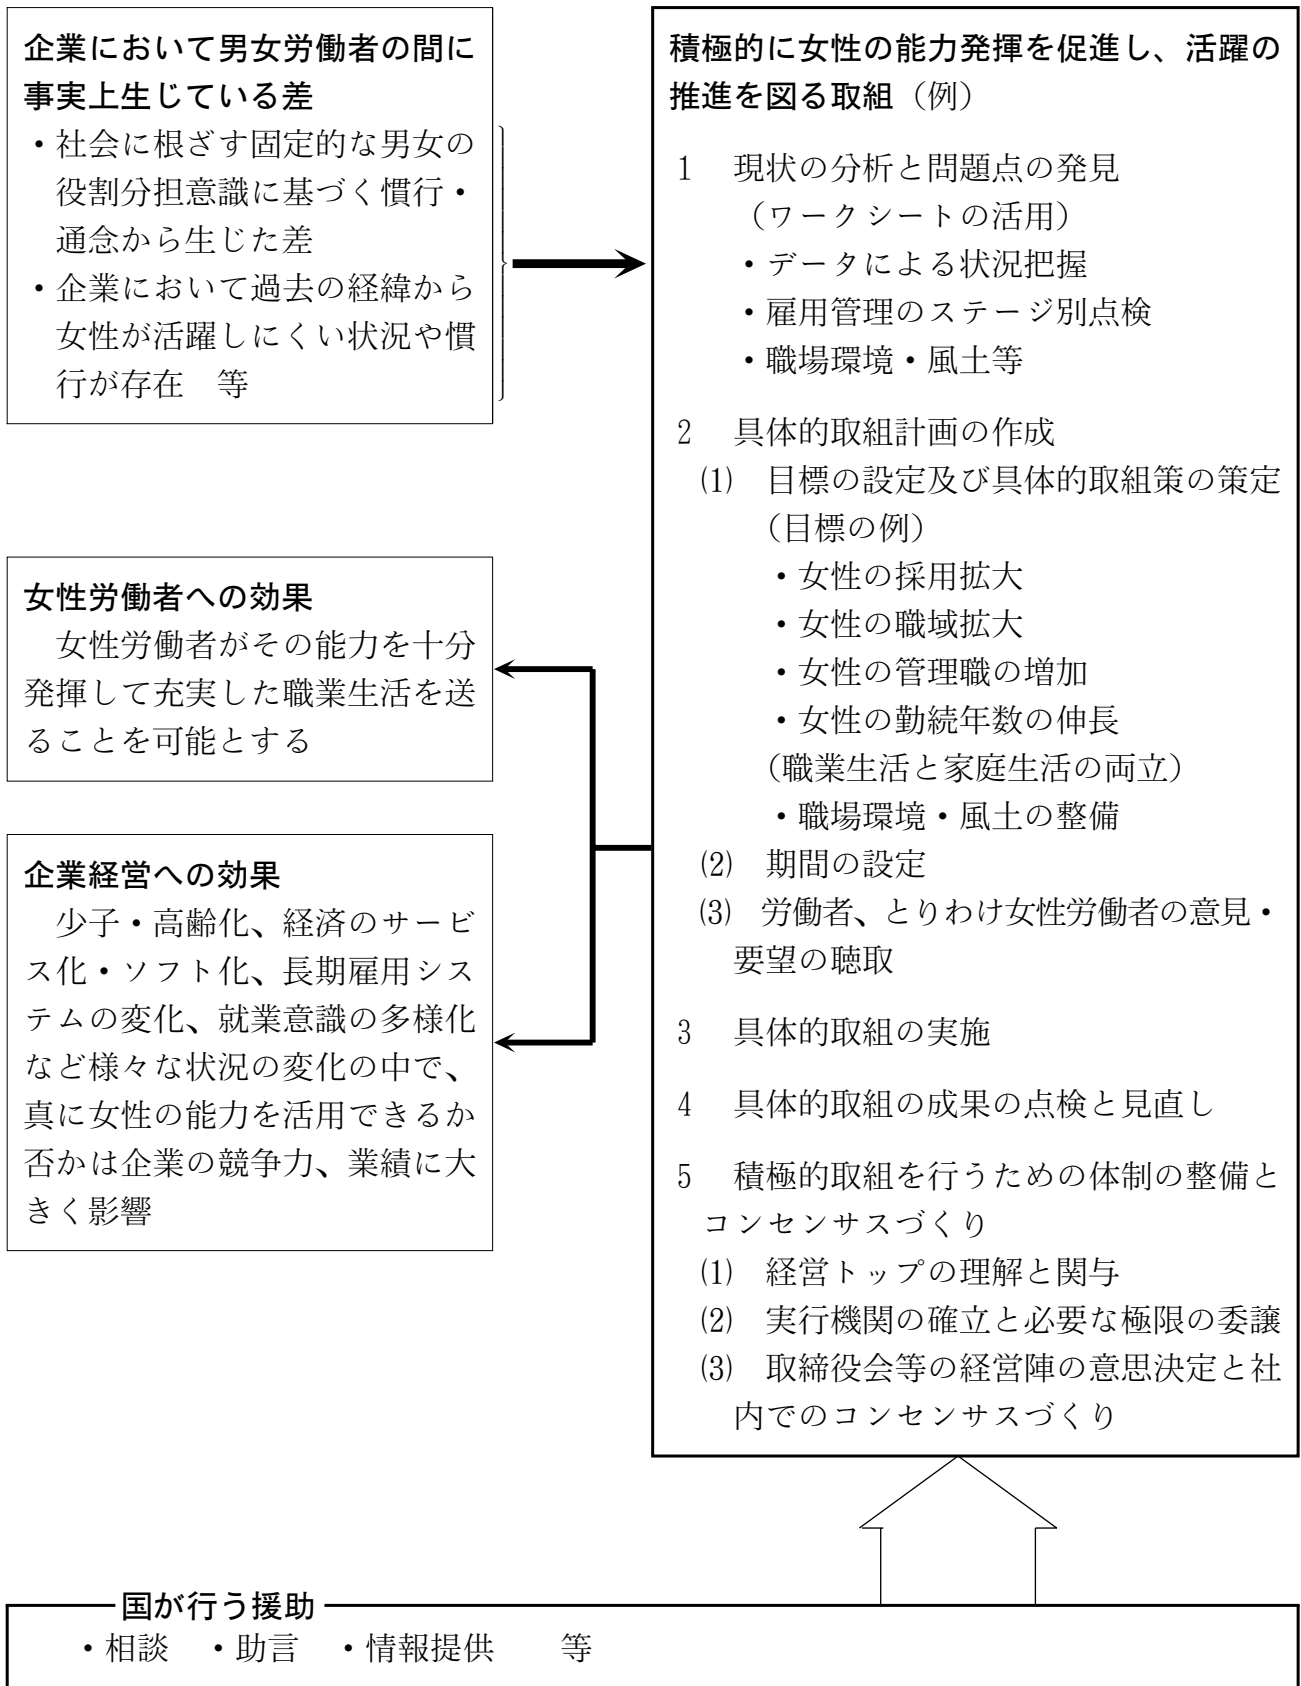 企業において男女労働者の間に
事実上生じている差
・社会に根ざす固定的な男女の
役割分担意識に基づく慣行・
通念から生じた差
・企業において過去の経緯から
女性が活躍しにくい状況や慣
行が存在　等
積極的に女性の能力発揮を促進し、活躍の
推進を図る取組（例）
1　現状の分析と問題点の発見
（ワークシートの活用）
・データによる状況把握
・雇用管理のステージ別点検
・職場環境・風土等
2　具体的取組計画の作成
(1)　目標の設定及び具体的取組策の策定
（目標の例）
・女性の採用拡大
・女性の職域拡大
・女性の管理職の増加
・女性の勤続年数の伸長
（職業生活と家庭生活の両立）
・職場環境・風土の整備
(2)　期間の設定
(3)　労働者、とりわけ女性労働者の意見・
要望の聴取
3　具体的取組の実施
4　具体的取組の成果の点検と見直し
5　積極的取組を行うための体制の整備と
コンセンサスづくり
(1)　経営トップの理解と関与
(2)　実行機関の確立と必要な極限の委譲
(3)　取締役会等の経営陣の意思決定と社
内でのコンセンサスづくり
女性労働者への効果
女性労働者がその能力を十分
発揮して充実した職業生活を送
ることを可能とする
企業経営への効果
少子・高齢化、経済のサービ
ス化・ソフト化、長期雇用シス
テムの変化、就業意識の多様化
など様々な状況の変化の中で、
真に女性の能力を活用できるか
否かは企業の競争力、業績に大
きく影響
国が行う援助
・相談　・助言　・情報提供　　等